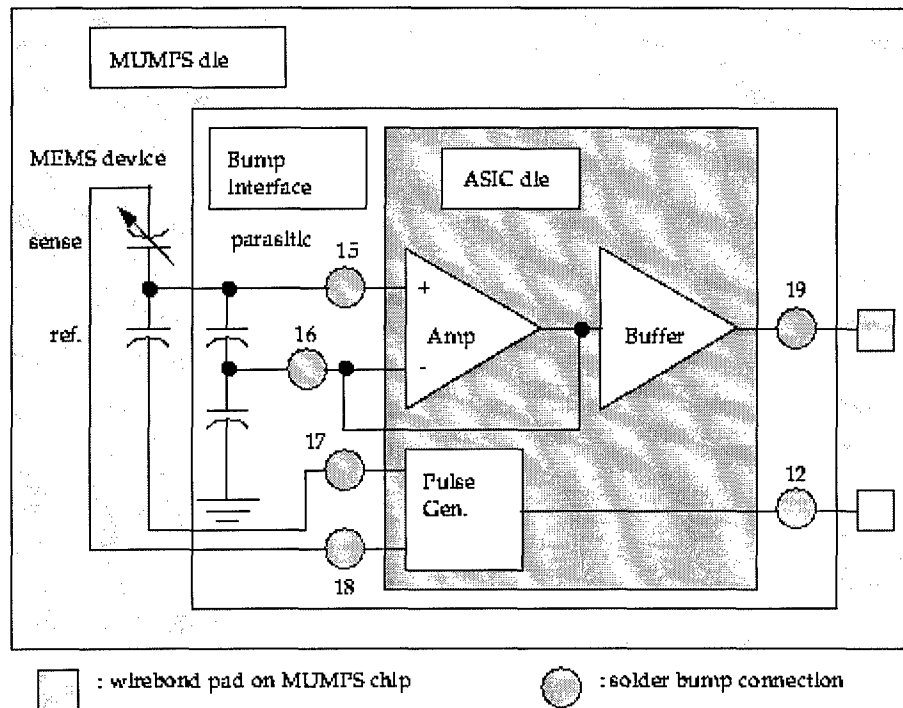 MUMPS die
MEMS device
Bump
Interface
ASIC die
sense
parasitic
15
+
19
ref.
16
Amp
Buffer
-
17
Pulse
Gen.
12
18
: wirebond pad on MUMPS chip
: solder bump connection